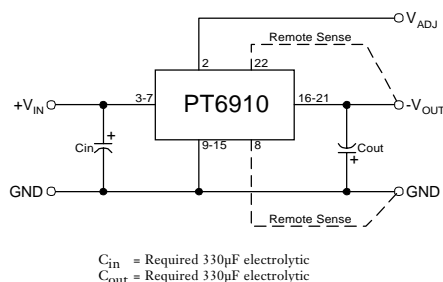 V_ADJ
Remote Sense
2 22
+V_IN 3-7 PT6910 16-21 -V_OUT
+ Cin 9-15 8 Cout +
GND GND
Remote Sense
C_in = Required 330µF electrolytic
C_out = Required 330µF electrolytic